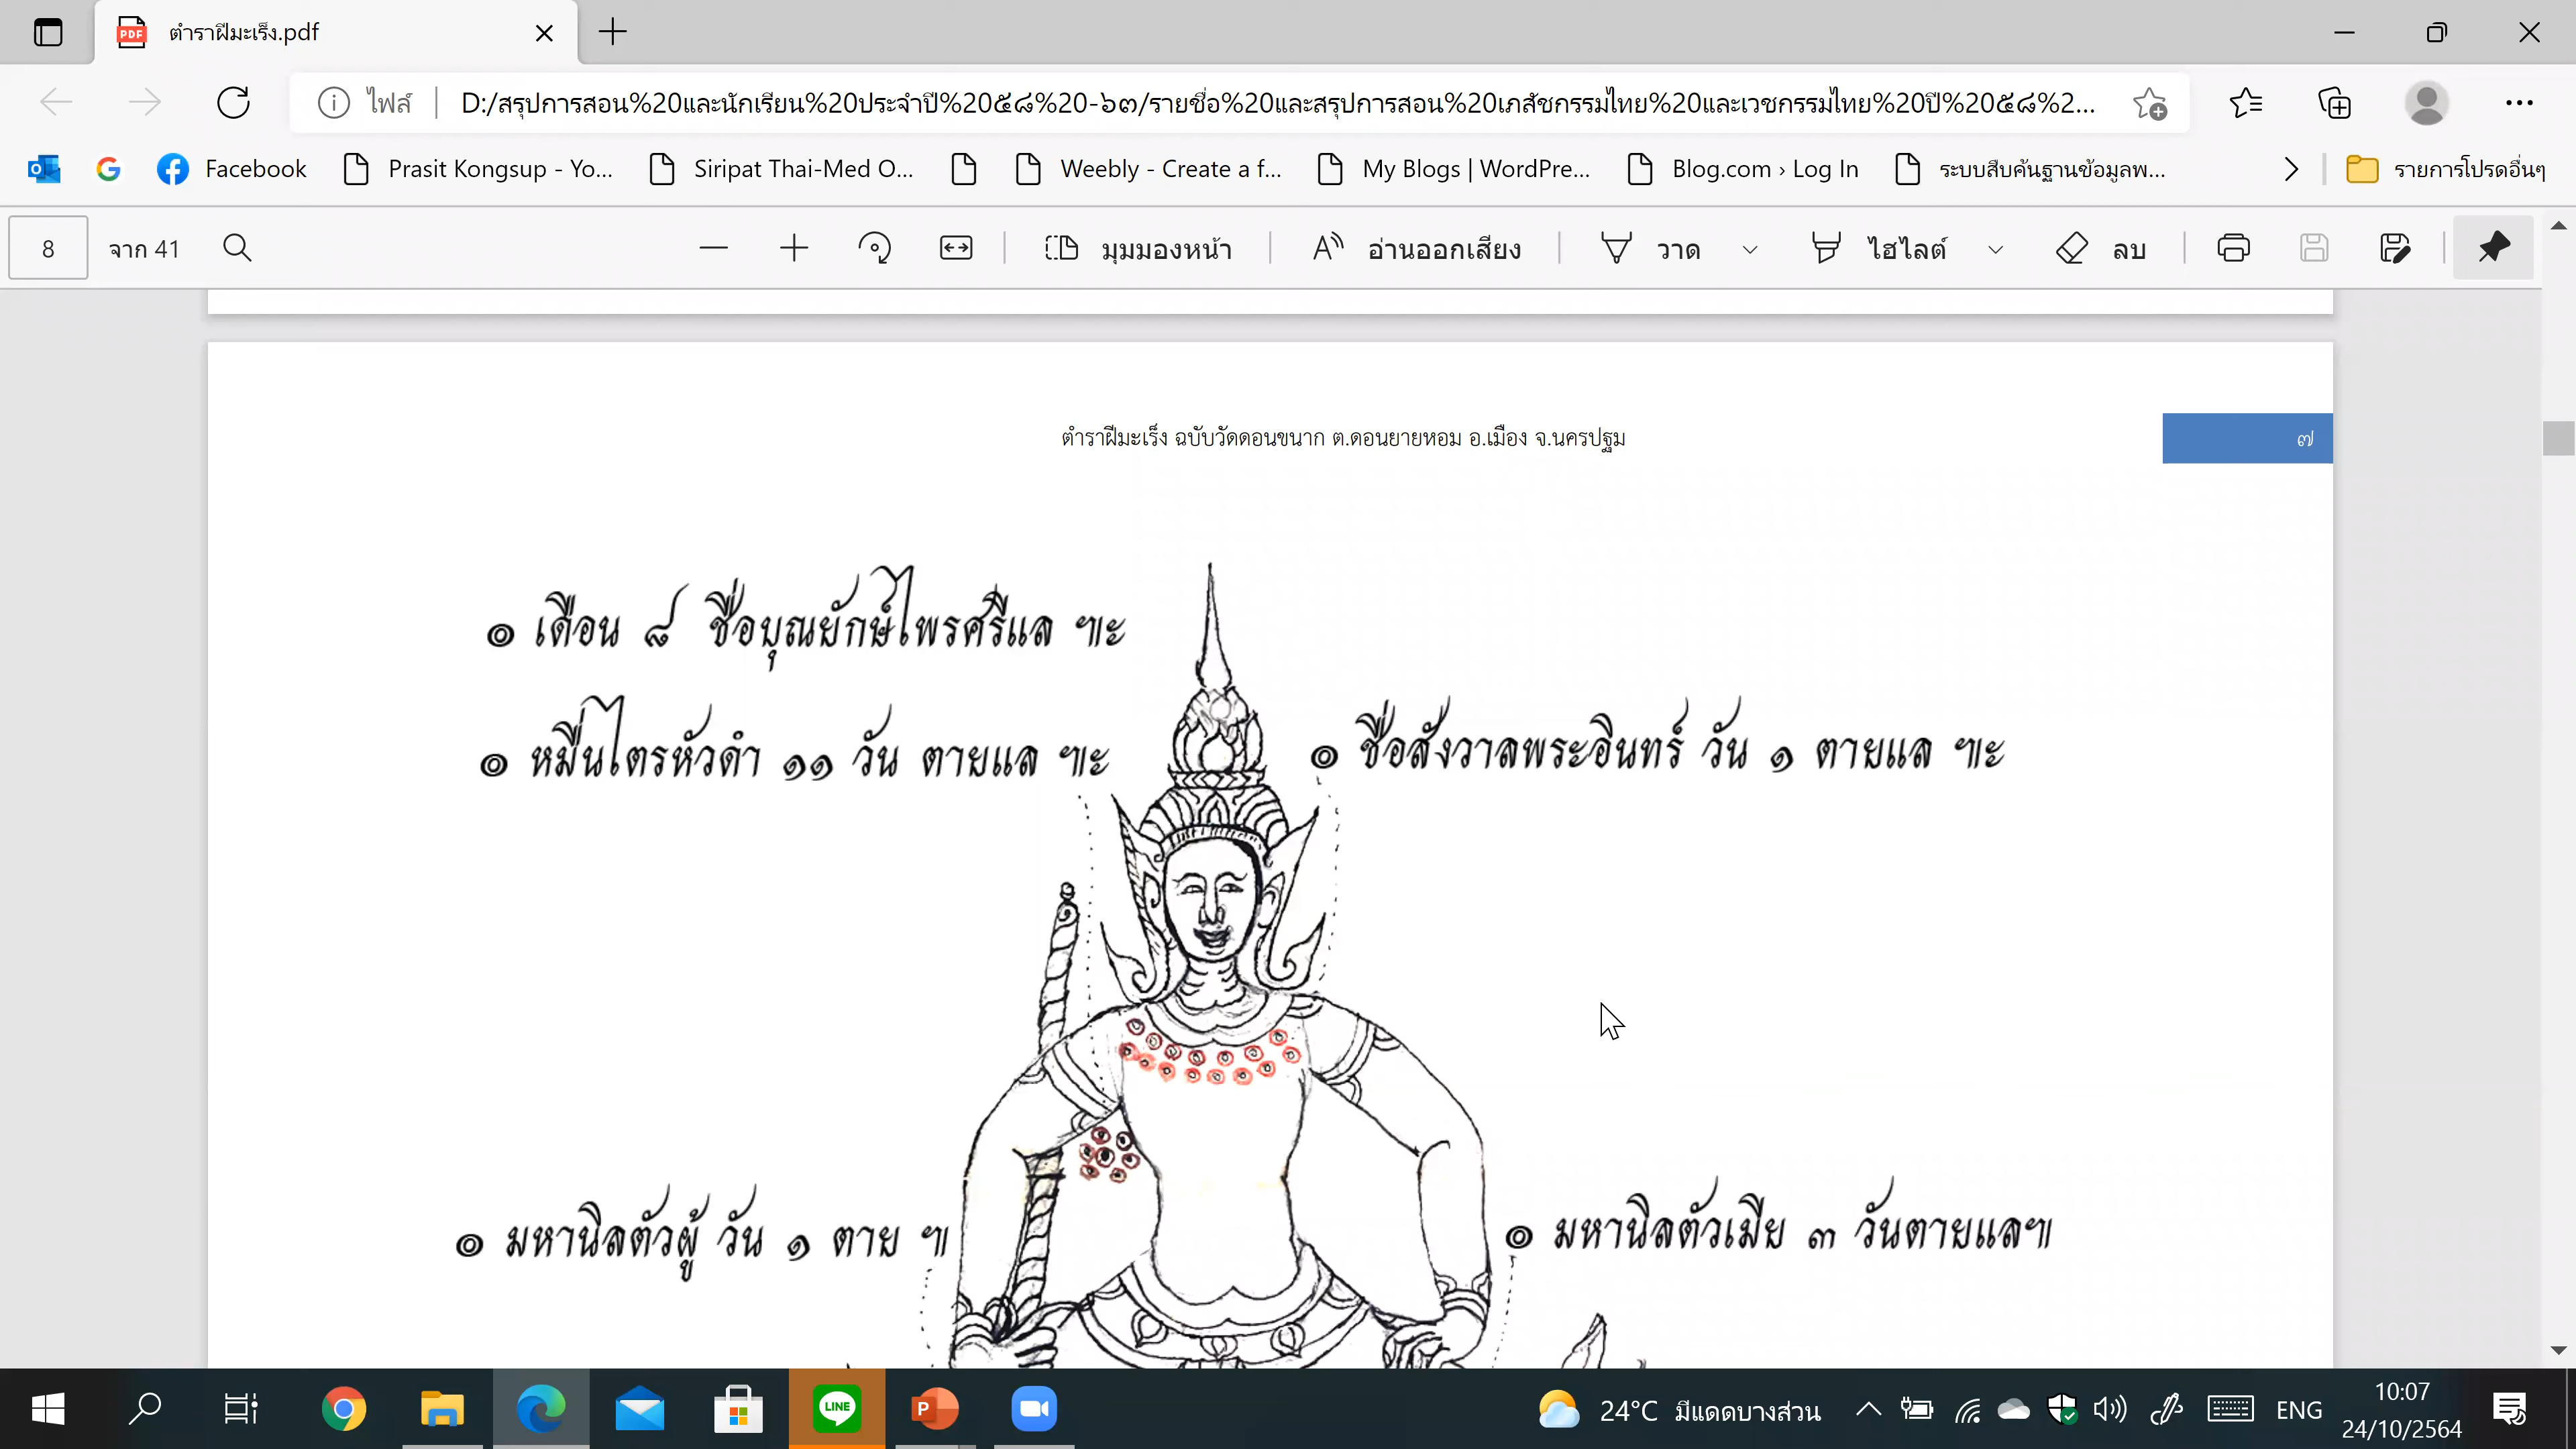 ตำราฝีมะเร็ง.pdf
ไฟล์ D:/สรุปการสอน%20และนักเรียน%20ประจำปี%20๕๘%20-๖๓/รายชื่อ%20และสรุปการสอน%20เภสัชกรรมไทย%20และเวชกรรมไทย%20ปี%20๕๘%2...
Facebook Prasit Kongsup - Yo... Siripat Thai-Med O... Weebly - Create a f... My Blogs | WordPre... Blog.com › Log In ระบบสืบค้นฐานข้อมูลพ... รายการโปรดอื่นๆ
8 จาก 41 มุมมองหน้า อ่านออกเสียง วาด ไฮไลต์ ลบ
ตำราฝีมะเร็ง ฉบับวัดดอนขนาก ต.ดอนยายหอม อ.เมือง จ.นครปฐม ๗
๏ เดือน ๘ ชื่อบุณยักษ์ไพรศรีแล ฯะ
๏ หมื่นไตรหัวดำ ๑๑ วัน ตายแล ฯะ
๏ ชื่อสังวาลพระอินทร์ วัน ๑ ตายแล ฯะ
๏ มหานิลตัวผู้ วัน ๑ ตาย ฯ
๏ มหานิลตัวเมีย ๓ วันตายแลฯ
LINE 24°C มีแดดบางส่วน ENG 10:07
24/10/2564